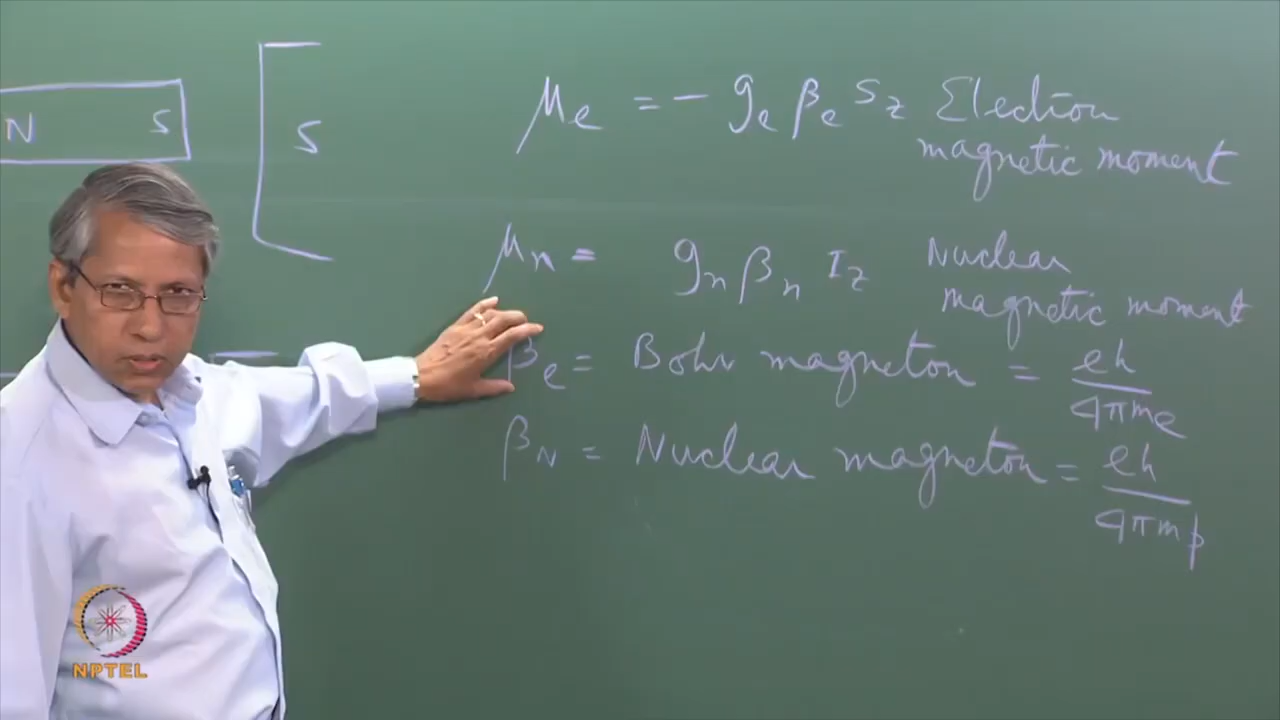 N S
S
μe = - ge βe Sz Electron
magnetic moment
μn = gn βn Iz Nuclear
magnetic moment
βe = Bohr magneton = eh/4πme
βN = Nuclear magneton = eh/4πmp
NPTEL